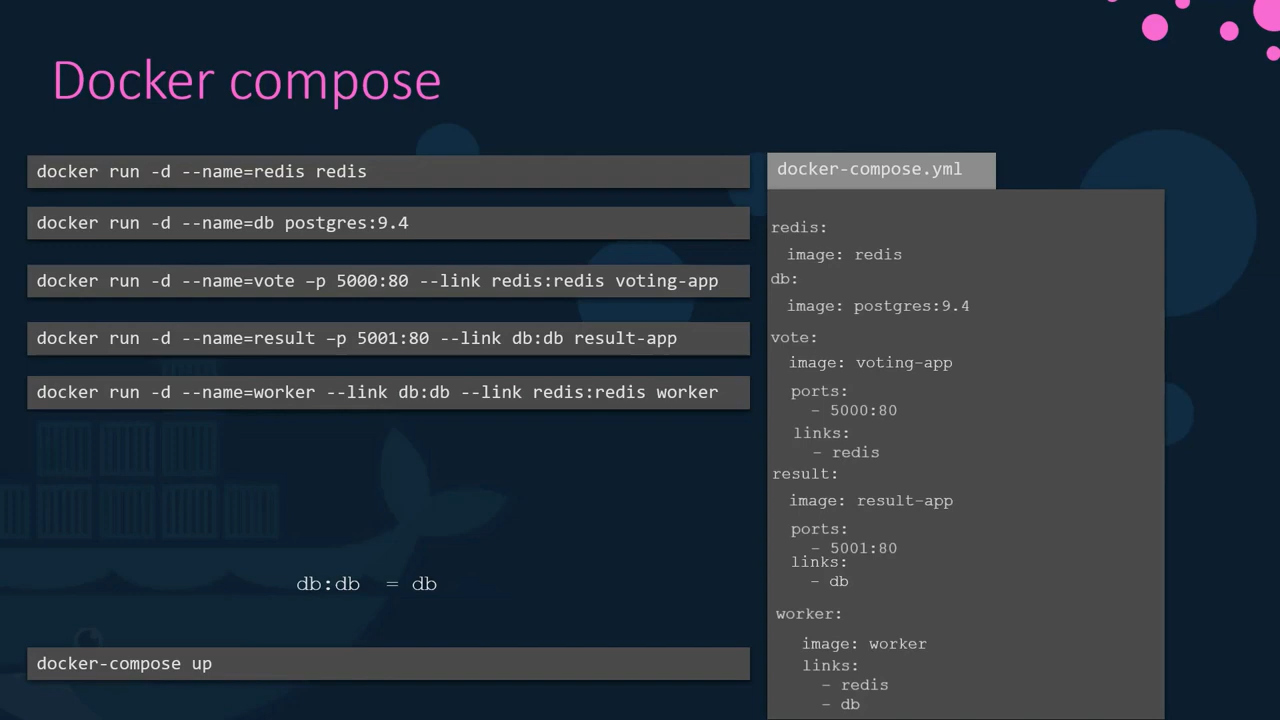 Docker compose
docker run -d --name=redis redis
docker run -d --name=db postgres:9.4
docker run -d --name=vote –p 5000:80 --link redis:redis voting-app
docker run -d --name=result –p 5001:80 --link db:db result-app
docker run -d --name=worker --link db:db --link redis:redis worker
db:db = db
docker-compose up
docker-compose.yml
redis:
image: redis
db:
image: postgres:9.4
vote:
image: voting-app
ports:
- 5000:80
links:
- redis
result:
image: result-app
ports:
- 5001:80
links:
- db
worker:
image: worker
links:
- redis
- db